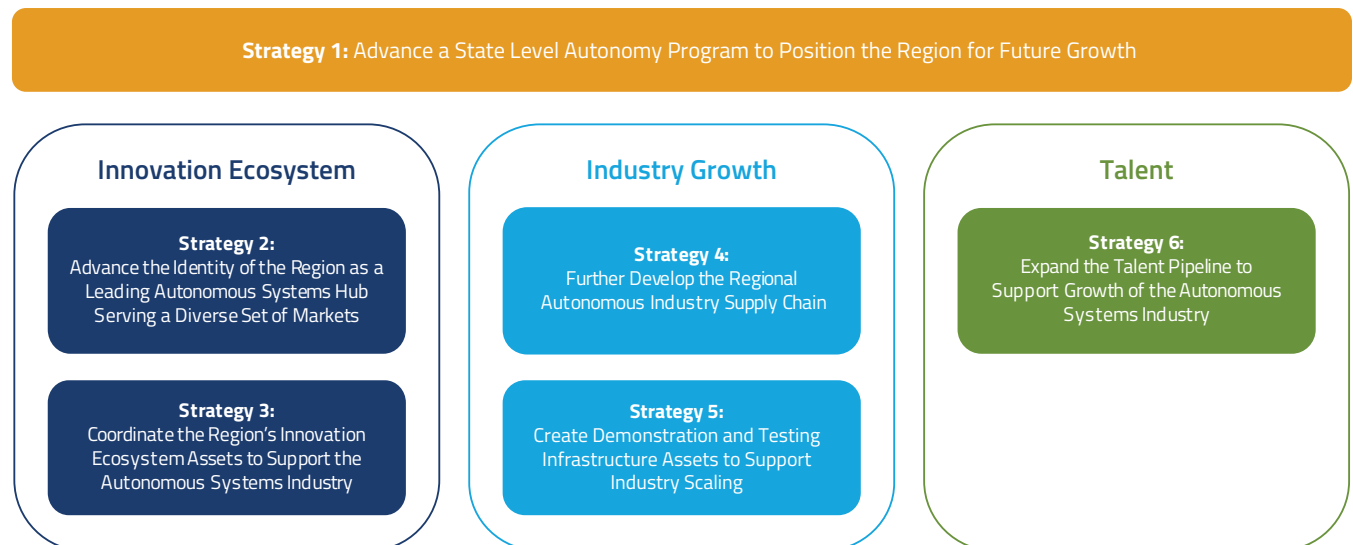 Strategy 1: Advance a State Level Autonomy Program to Position the Region for Future Growth
Innovation Ecosystem
Strategy 2:
Advance the Identity of the Region as a
Leading Autonomous Systems Hub
Serving a Diverse Set of Markets
Strategy 3:
Coordinate the Region's Innovation
Ecosystem Assets to Support the
Autonomous Systems Industry
Industry Growth
Strategy 4:
Further Develop the Regional
Autonomous Industry Supply Chain
Strategy 5:
Create Demonstration and Testing
Infrastructure Assets to Support
Industry Scaling
Talent
Strategy 6:
Expand the Talent Pipeline to
Support Growth of the Autonomous
Systems Industry